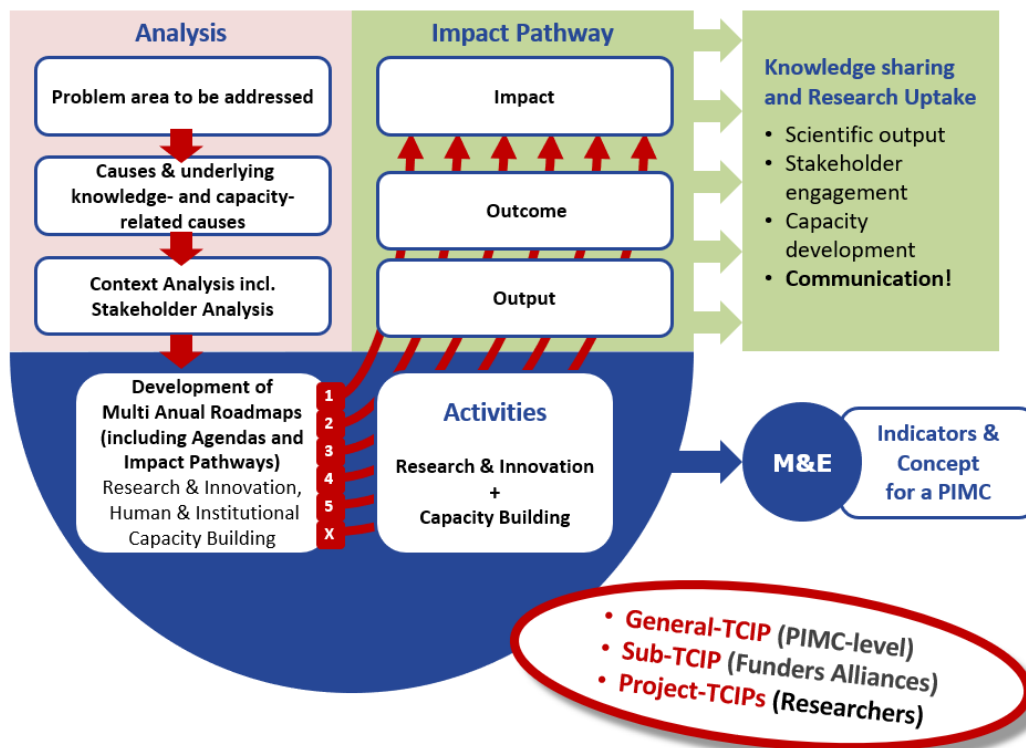 Analysis
Problem area to be addressed
Causes & underlying
knowledge- and capacity-
related causes
Context Analysis incl.
Stakeholder Analysis
Development of
Multi Anual Roadmaps
(including Agendas and
Impact Pathways)
Research & Innovation,
Human & Institutional
Capacity Building
1
2
3
4
5
X
Impact Pathway
Impact
Outcome
Output
Activities
Research & Innovation
+
Capacity Building
Knowledge sharing
and Research Uptake
• Scientific output
• Stakeholder
engagement
• Capacity
development
• Communication!
M&E
Indicators &
Concept
for a PIMC
• General-TCIP (PIMC-level)
• Sub-TCIP (Funders Alliances)
• Project-TCIPs (Researchers)